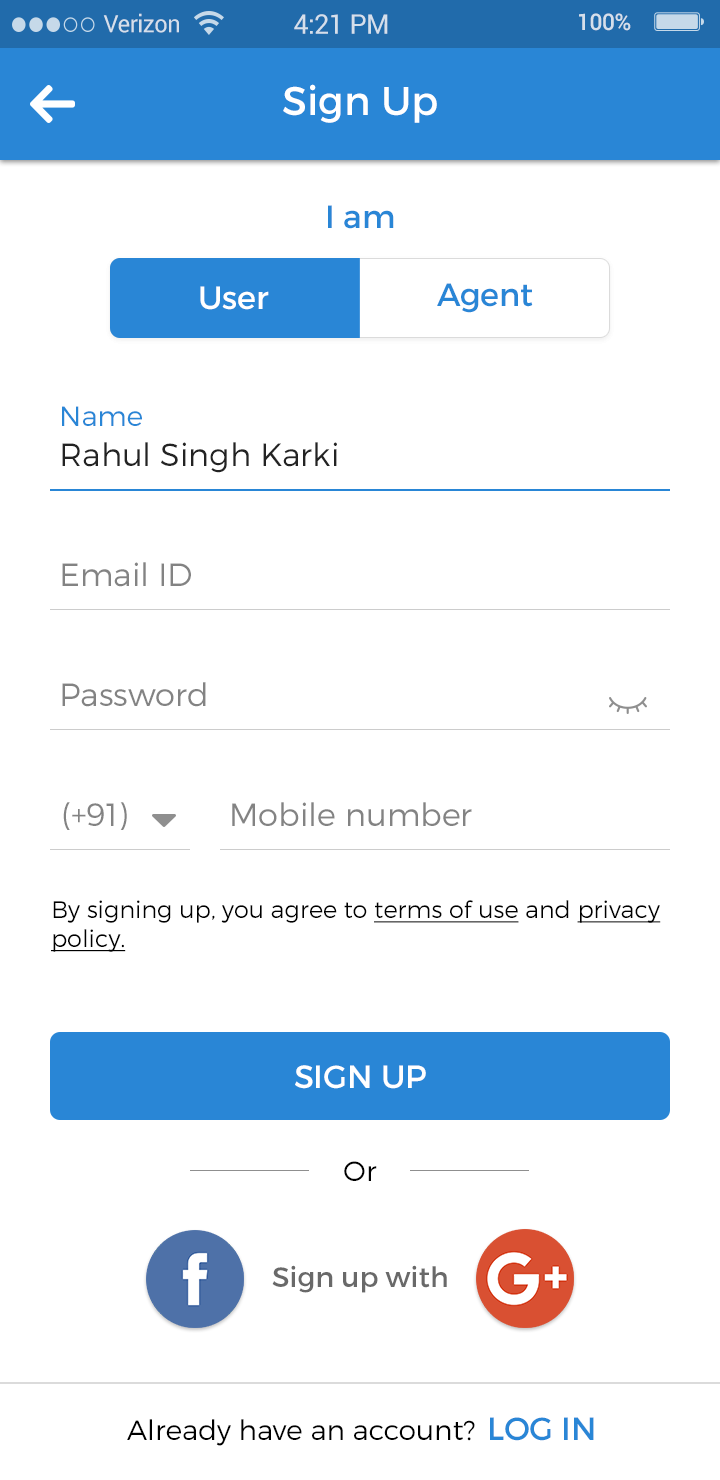 Verizon 4:21 PM 100%
Sign Up
I am
User Agent
Name
Rahul Singh Karki
Email ID
Password
(+91) Mobile number
By signing up, you agree to terms of use and privacy
policy.
SIGN UP
Or
f Sign up with G+
Already have an account? LOG IN